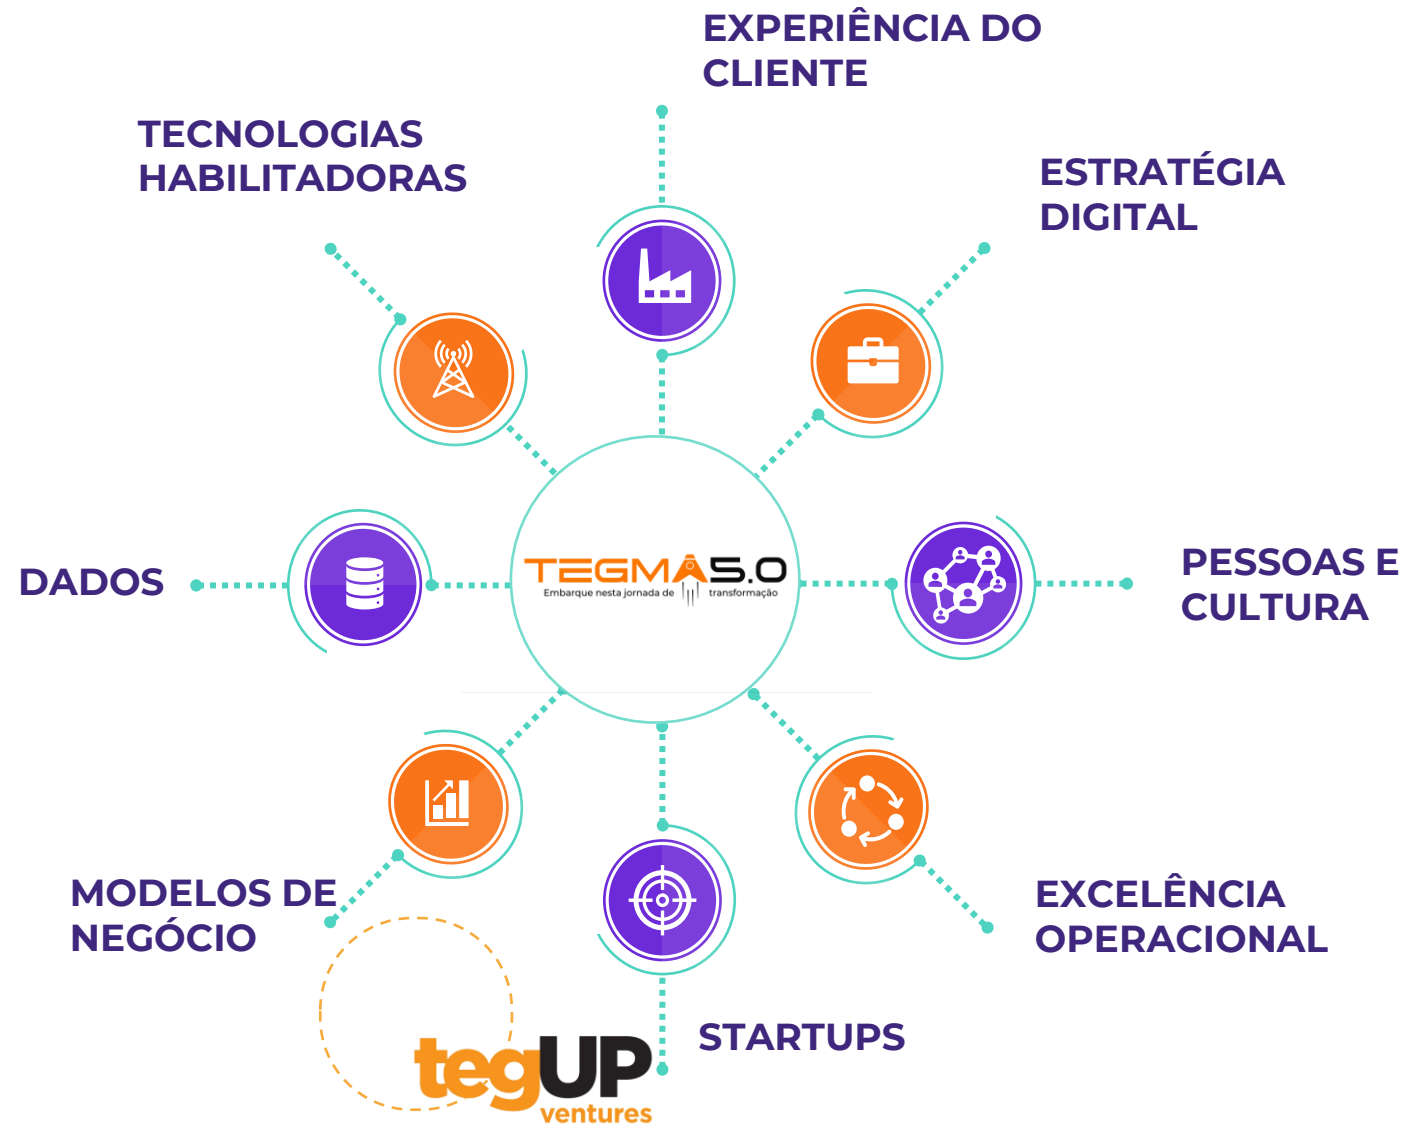 EXPERIÊNCIA DO
CLIENTE
TECNOLOGIAS
HABILITADORAS
ESTRATÉGIA
DIGITAL
TEGMA5.0
Embarque nesta jornada de transformação
DADOS
PESSOAS E
CULTURA
MODELOS DE
NEGÓCIO
EXCELÊNCIA
OPERACIONAL
STARTUPS
tegUP
ventures